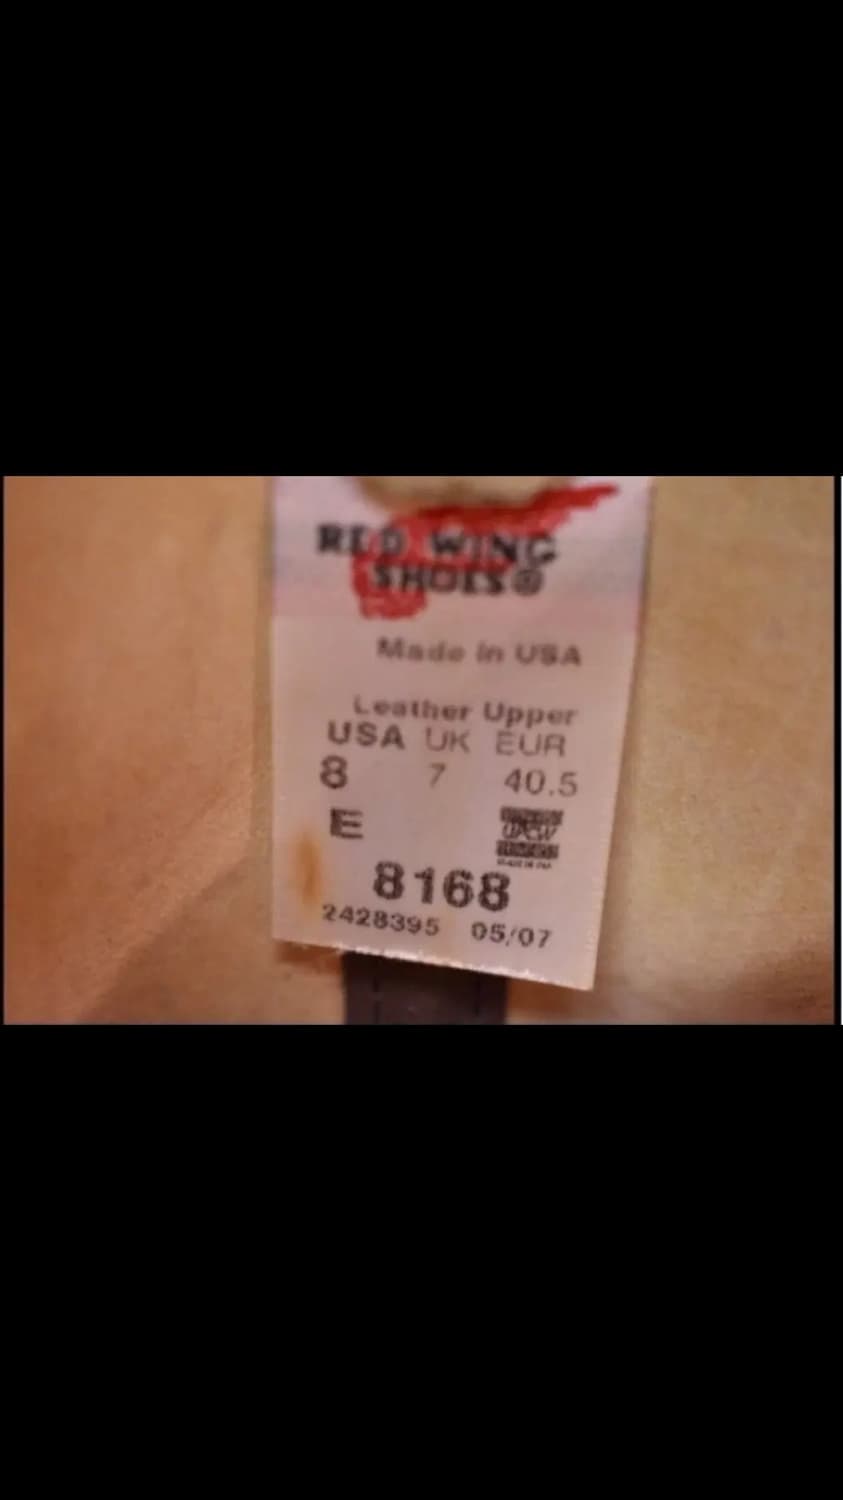 RED WING
SHOES®
Made in USA
Leather Upper
USA UK EUR
8 7 40.5
E
UFCW
8168
2428395 05/07